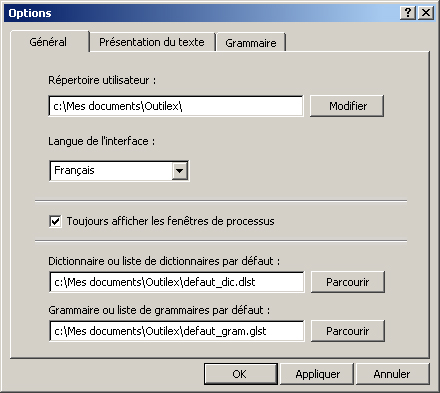 Options
Général Présentation du texte Grammaire
Répertoire utilisateur :
c:\Mes documents\Outilex\ Modifier
Langue de l'interface :
Français
Toujours afficher les fenêtres de processus
Dictionnaire ou liste de dictionnaires par défaut :
c:\Mes documents\Outilex\defaut_dic.dlst Parcourir
Grammaire ou liste de grammaires par défaut :
c:\Mes documents\Outilex\defaut_gram.glst Parcourir
OK Appliquer Annuler